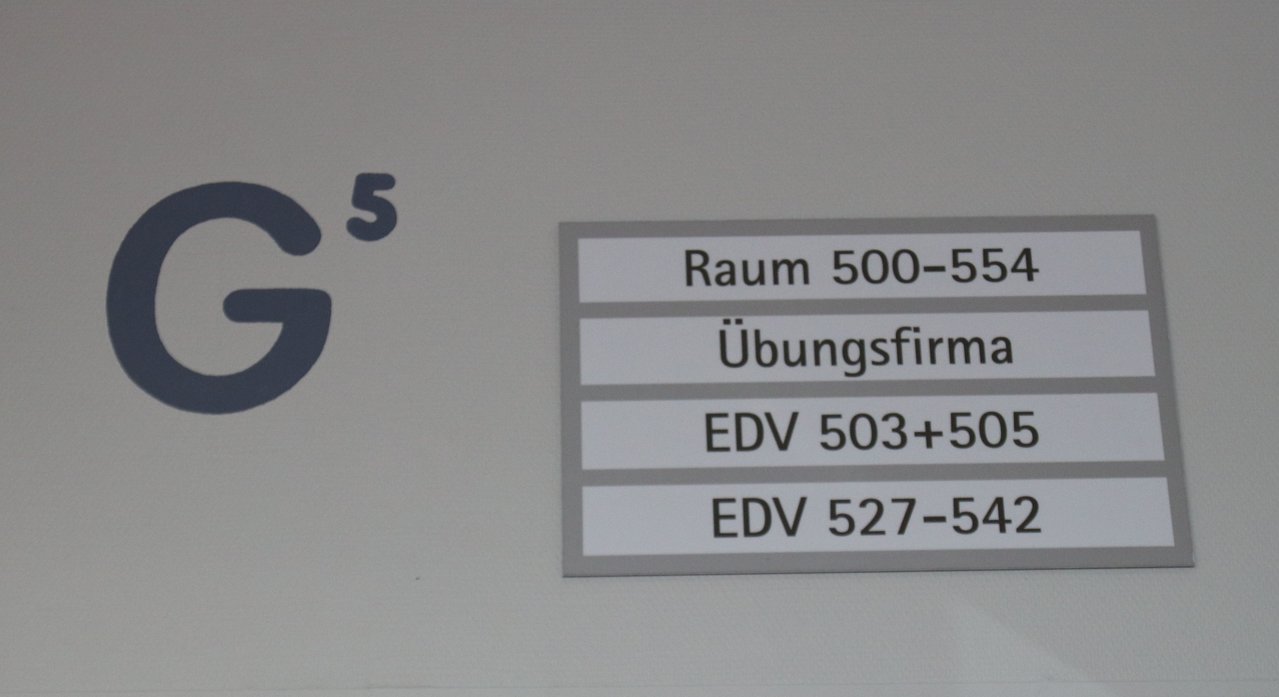 G⁵
Raum 500-554
Übungsfirma
EDV 503+505
EDV 527-542